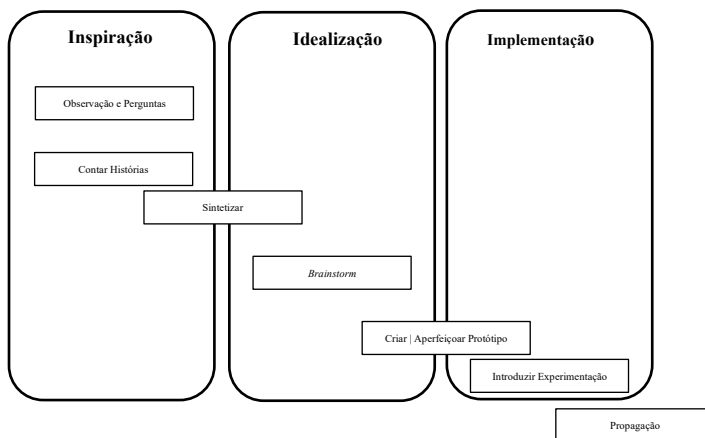 Inspiração
Idealização
Implementação
Observação e Perguntas
Contar Histórias
Sintetizar
Brainstorm
Criar | Aperfeiçoar Protótipo
Introduzir Experimentação
Propagação